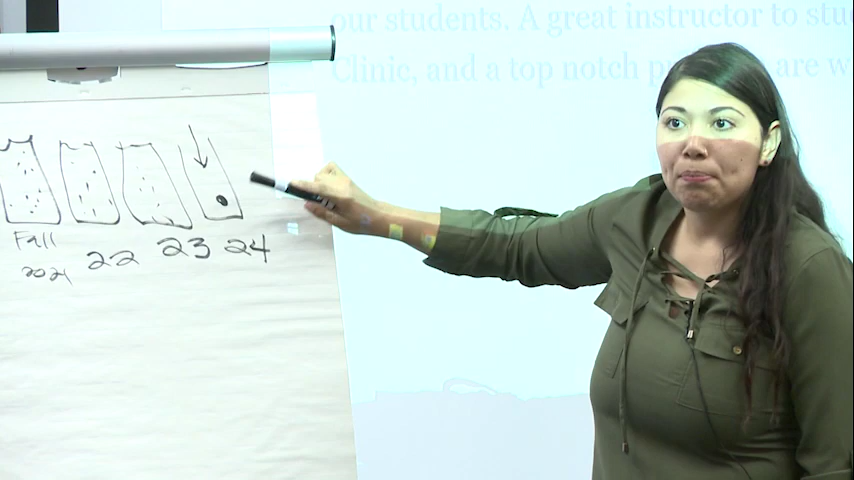 our students. A great instructor to stu
Clinic, and a top notch p are w
Fall
2021 22 23 24